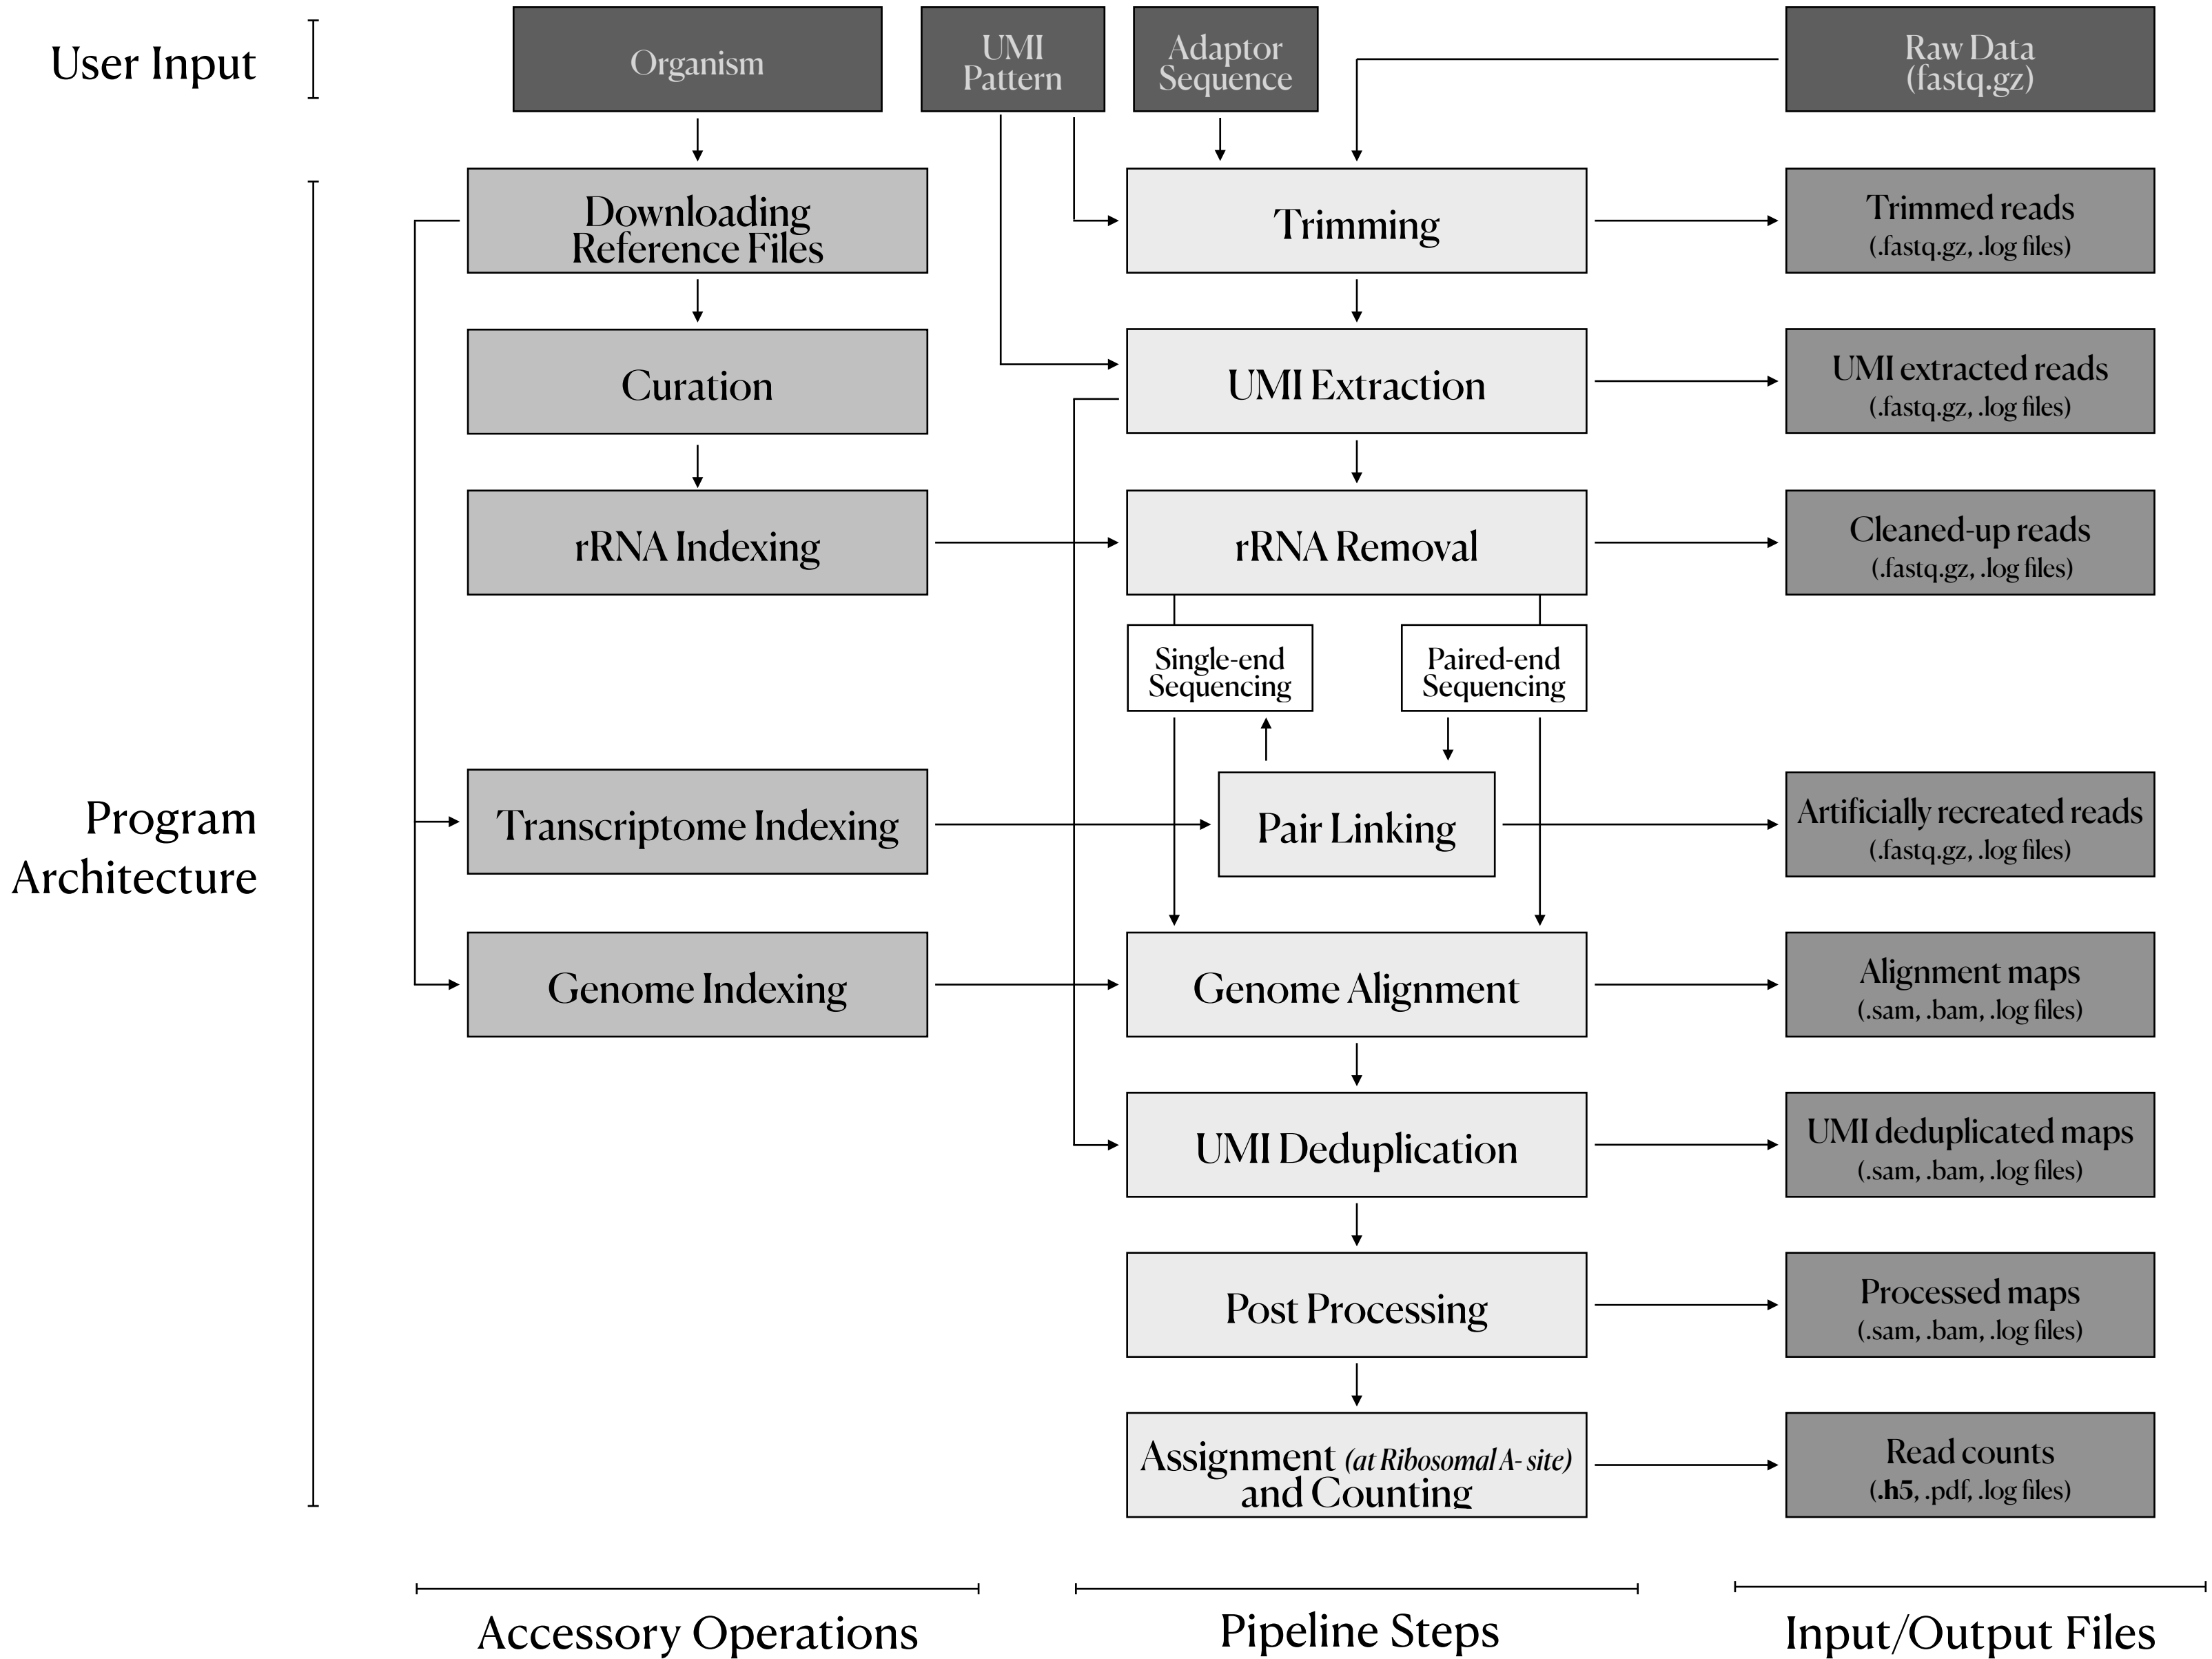 User Input
Organism
UMI
Pattern
Adaptor
Sequence
Raw Data
(fastq.gz)
Downloading
Reference Files
Trimming
Trimmed reads
(.fastq.gz, .log files)
Curation
UMI Extraction
UMI extracted reads
(.fastq.gz, .log files)
rRNA Indexing
rRNA Removal
Cleaned-up reads
(.fastq.gz, .log files)
Single-end
Sequencing
Paired-end
Sequencing
Program
Architecture
Transcriptome Indexing
Pair Linking
Artificially recreated reads
(.fastq.gz, .log files)
Genome Indexing
Genome Alignment
Alignment maps
(.sam, .bam, .log files)
UMI Deduplication
UMI deduplicated maps
(.sam, .bam, .log files)
Post Processing
Processed maps
(.sam, .bam, .log files)
Assignment (at Ribosomal A- site)
and Counting
Read counts
(.h5, .pdf, .log files)
Accessory Operations
Pipeline Steps
Input/Output Files